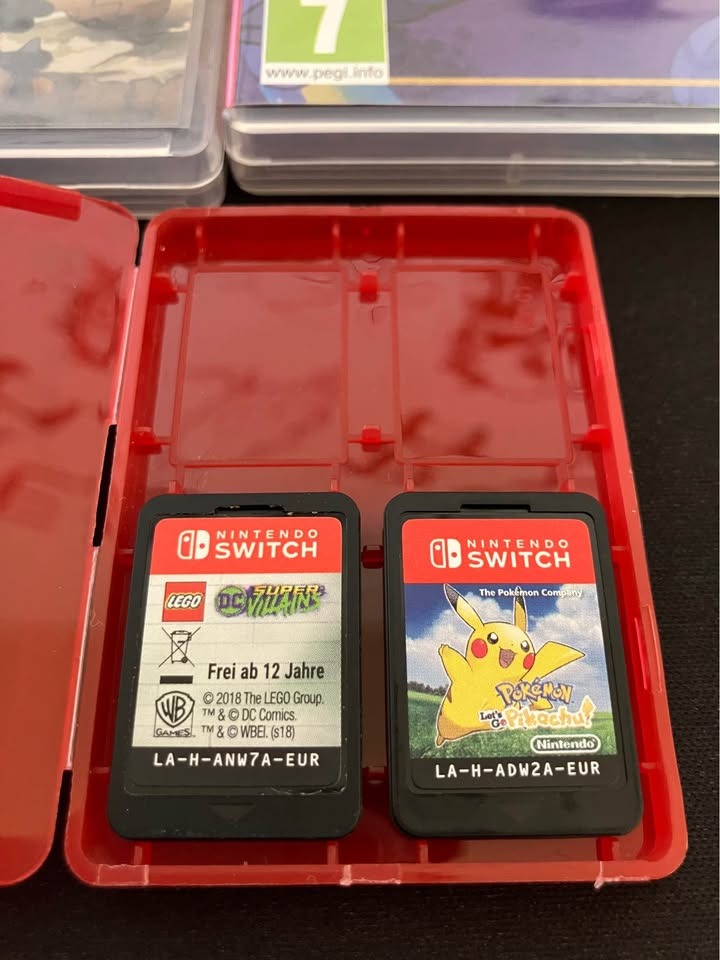 7
www.pegi.info
NINTENDO
SWITCH
LEGO
DC SUPER-
VILLAINS
Frei ab 12 Jahre
WB
GAMES
© 2018 The LEGO Group.
™ & © DC Comics.
™ & © WBEI. (s18)
LA-H-ANW7A-EUR
NINTENDO
SWITCH
The Pokémon Company
POKéMON
Let's
Go Pikachu!
Nintendo
LA-H-ADW2A-EUR